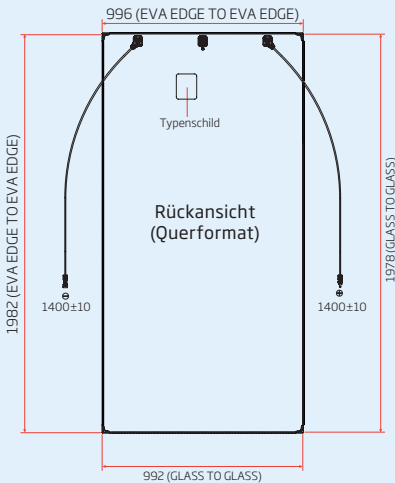 996 (EVA EDGE TO EVA EDGE)
Typenschild
1982 (EVA EDGE TO EVA EDGE)
Rückansicht
(Querformat)
1978 (GLASS TO GLASS)
⊖
1400±10
⊕
1400±10
992 (GLASS TO GLASS)